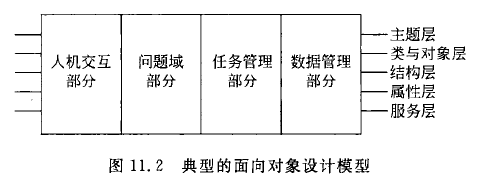 人机交互
部分
问题域
部分
任务管理
部分
数据管理
部分
主题层
类与对象层
结构层
属性层
服务层
图 11.2 典型的面向对象设计模型